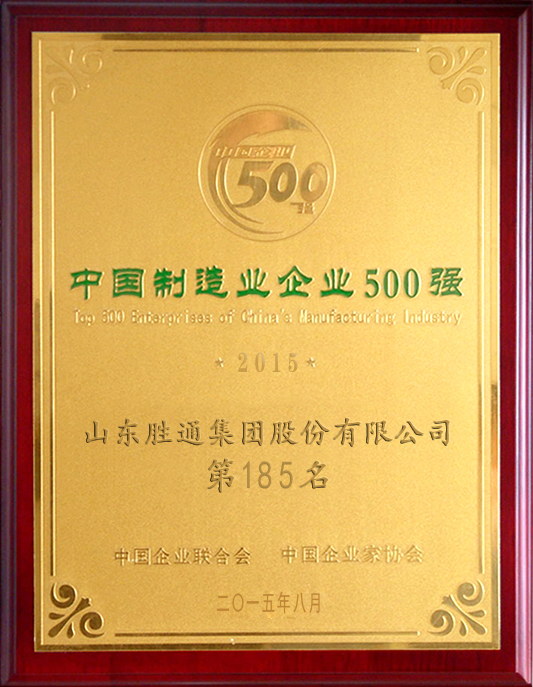 中国企业
500
强
中国制造业企业500强
Top 500 Enterprises of China's Manufacturing Industry
★2015★
山东胜通集团股份有限公司
第185名
中国企业联合会 中国企业家协会
二〇一五年八月